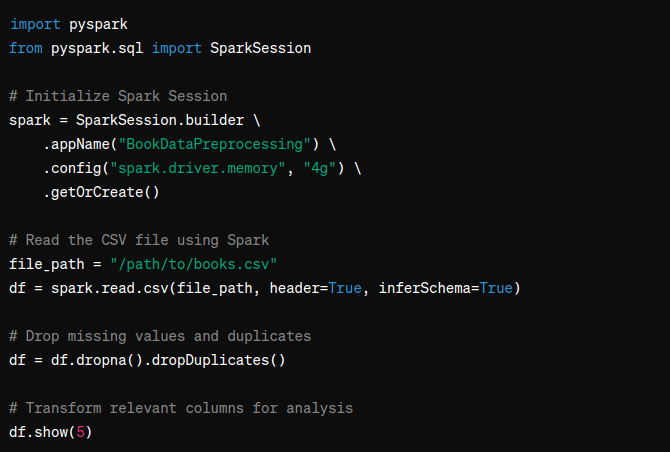 import pyspark
from pyspark.sql import SparkSession
# Initialize Spark Session
spark = SparkSession.builder \
    .appName("BookDataPreprocessing") \
    .config("spark.driver.memory", "4g") \
    .getOrCreate()
# Read the CSV file using Spark
file_path = "/path/to/books.csv"
df = spark.read.csv(file_path, header=True, inferSchema=True)
# Drop missing values and duplicates
df = df.dropna().dropDuplicates()
# Transform relevant columns for analysis
df.show(5)